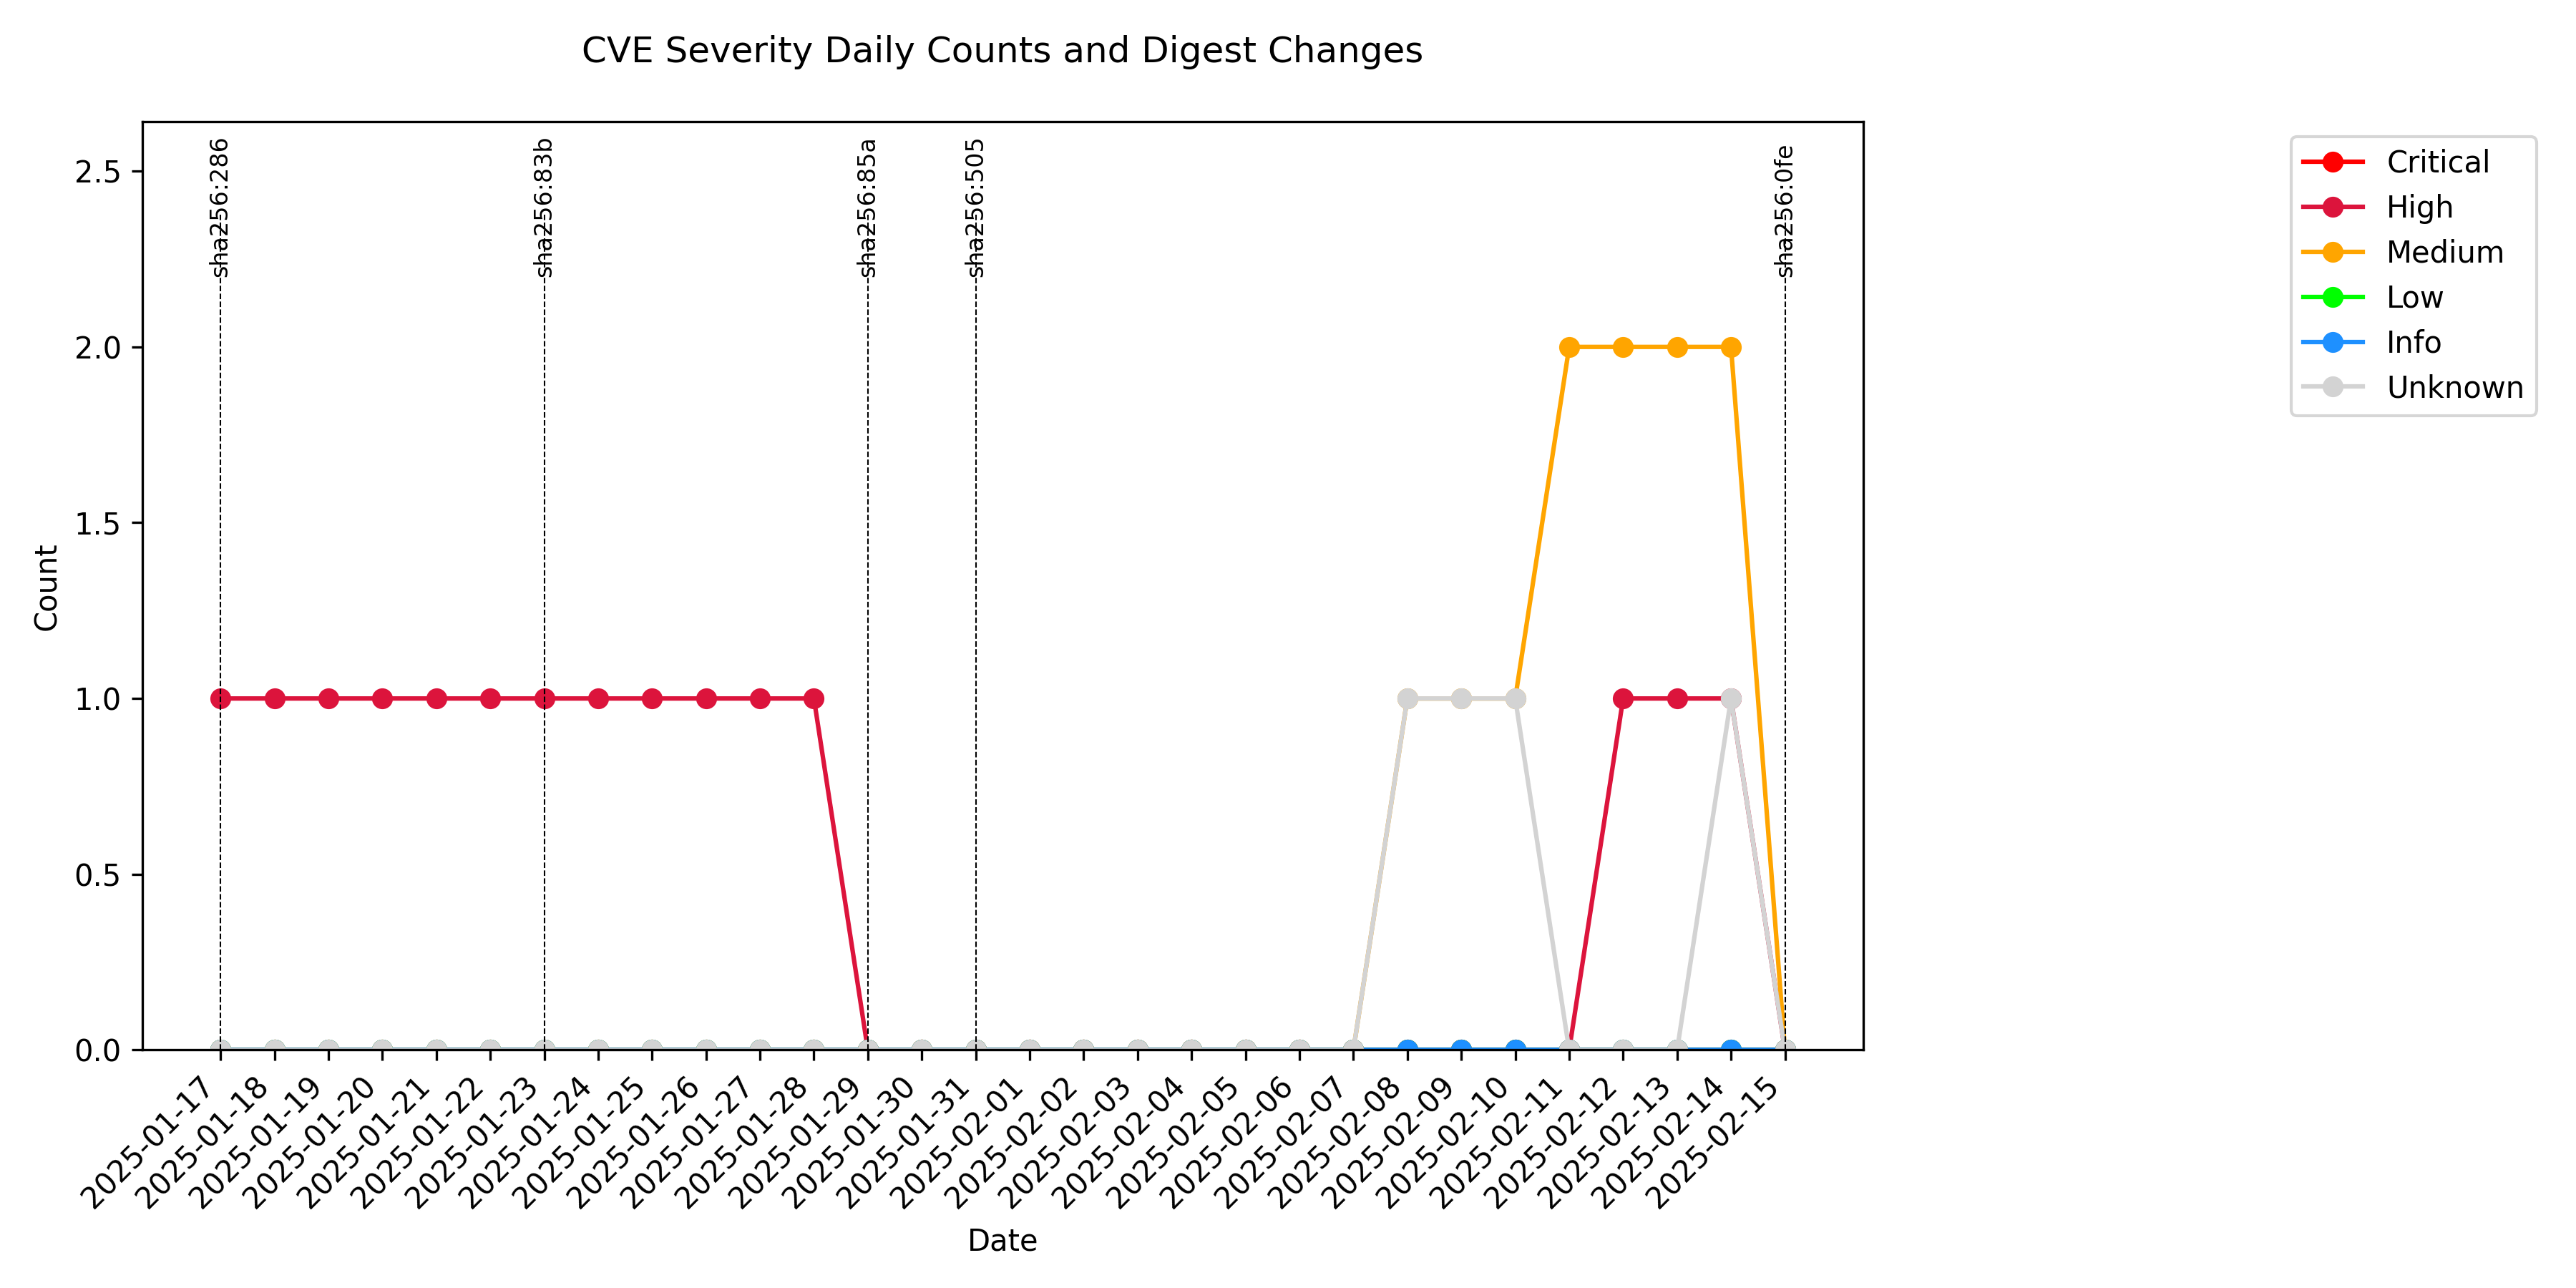 CVE Severity Daily Counts and Digest Changes
sha256:286
sha256:83b
sha256:85a
sha256:505
sha256:0fe
Critical
High
Medium
Low
Info
Unknown
2.5
2.0
1.5
1.0
0.5
0.0
Count
2025-01-17
2025-01-18
2025-01-19
2025-01-20
2025-01-21
2025-01-22
2025-01-23
2025-01-24
2025-01-25
2025-01-26
2025-01-27
2025-01-28
2025-01-29
2025-01-30
2025-01-31
2025-02-01
2025-02-02
2025-02-03
2025-02-04
2025-02-05
2025-02-06
2025-02-07
2025-02-08
2025-02-09
2025-02-10
2025-02-11
2025-02-12
2025-02-13
2025-02-14
2025-02-15
Date